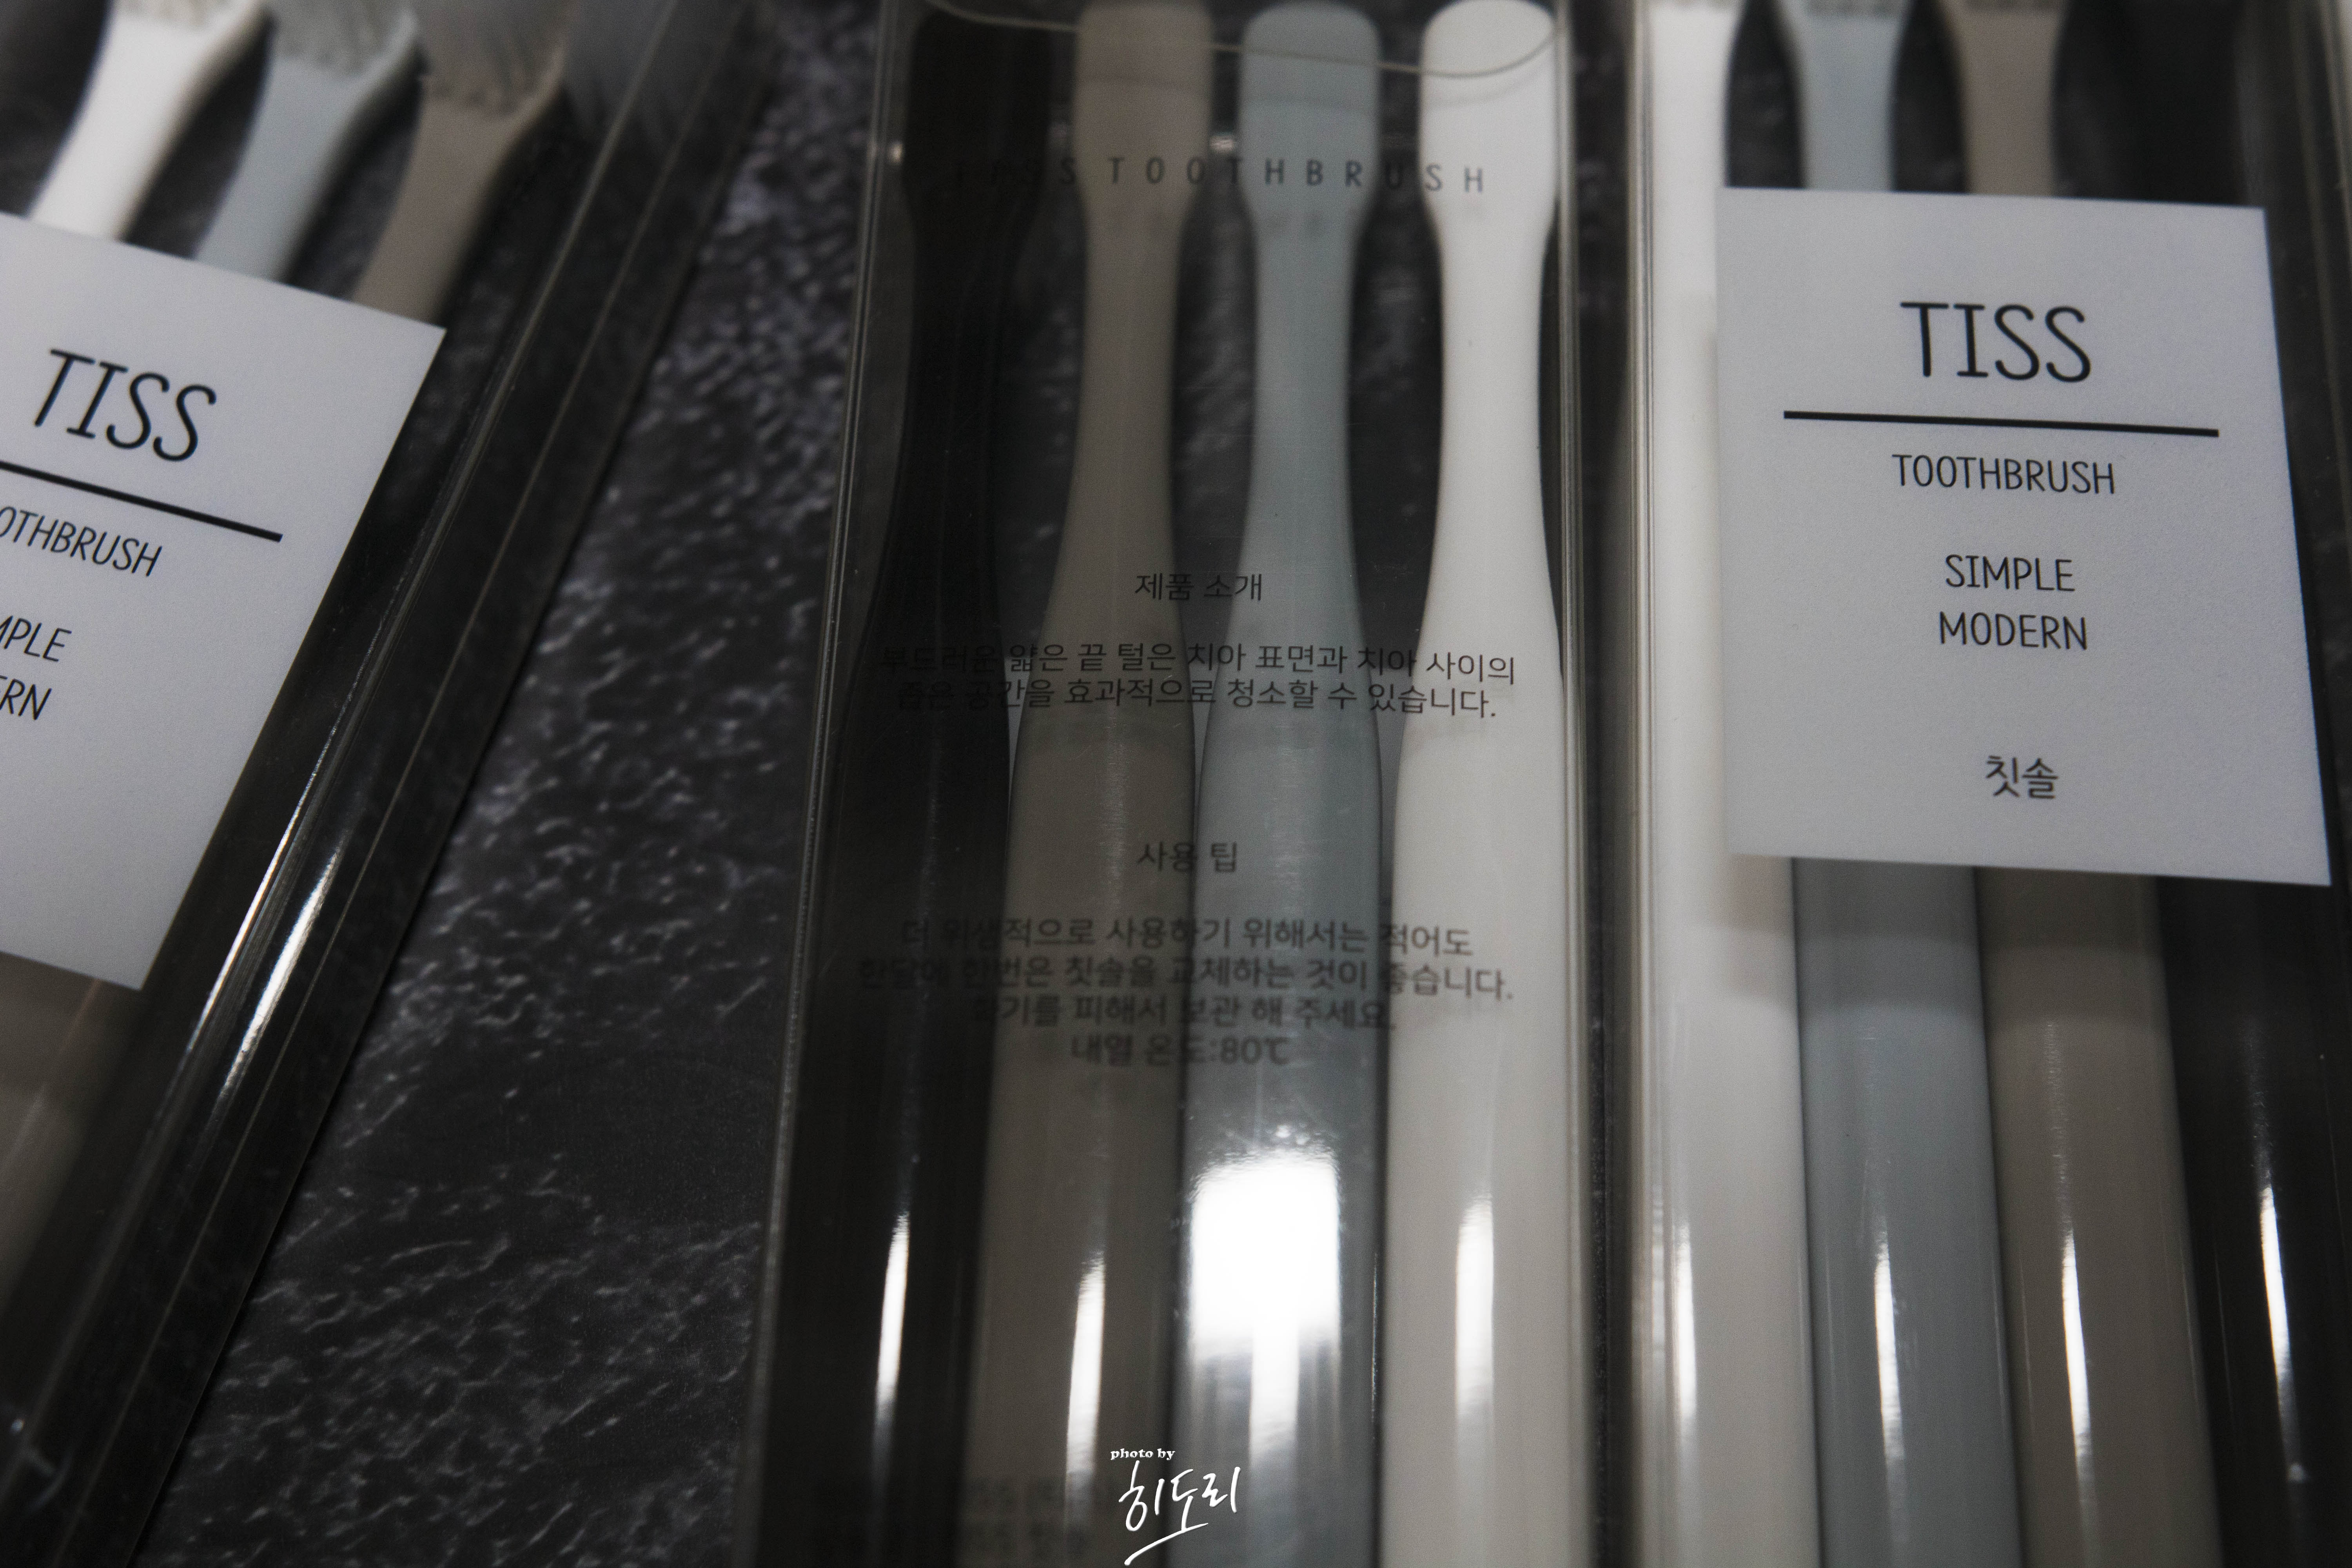 TISS
OTHBRUSH
MPLE
ERN
TISS TOOTHBRUSH
제품 소개
부드러운 얇은 끝 털은 치아 표면과 치아 사이의
좁은 공간을 효과적으로 청소할 수 있습니다.
사용 팁
더 위생적으로 사용하기 위해서는 적어도
한달에 한번은 칫솔을 교체하는 것이 좋습니다.
피해서 보관 해 주세요.
내열 온도:80℃
TISS
TOOTHBRUSH
SIMPLE
MODERN
칫솔
photo by
히도리